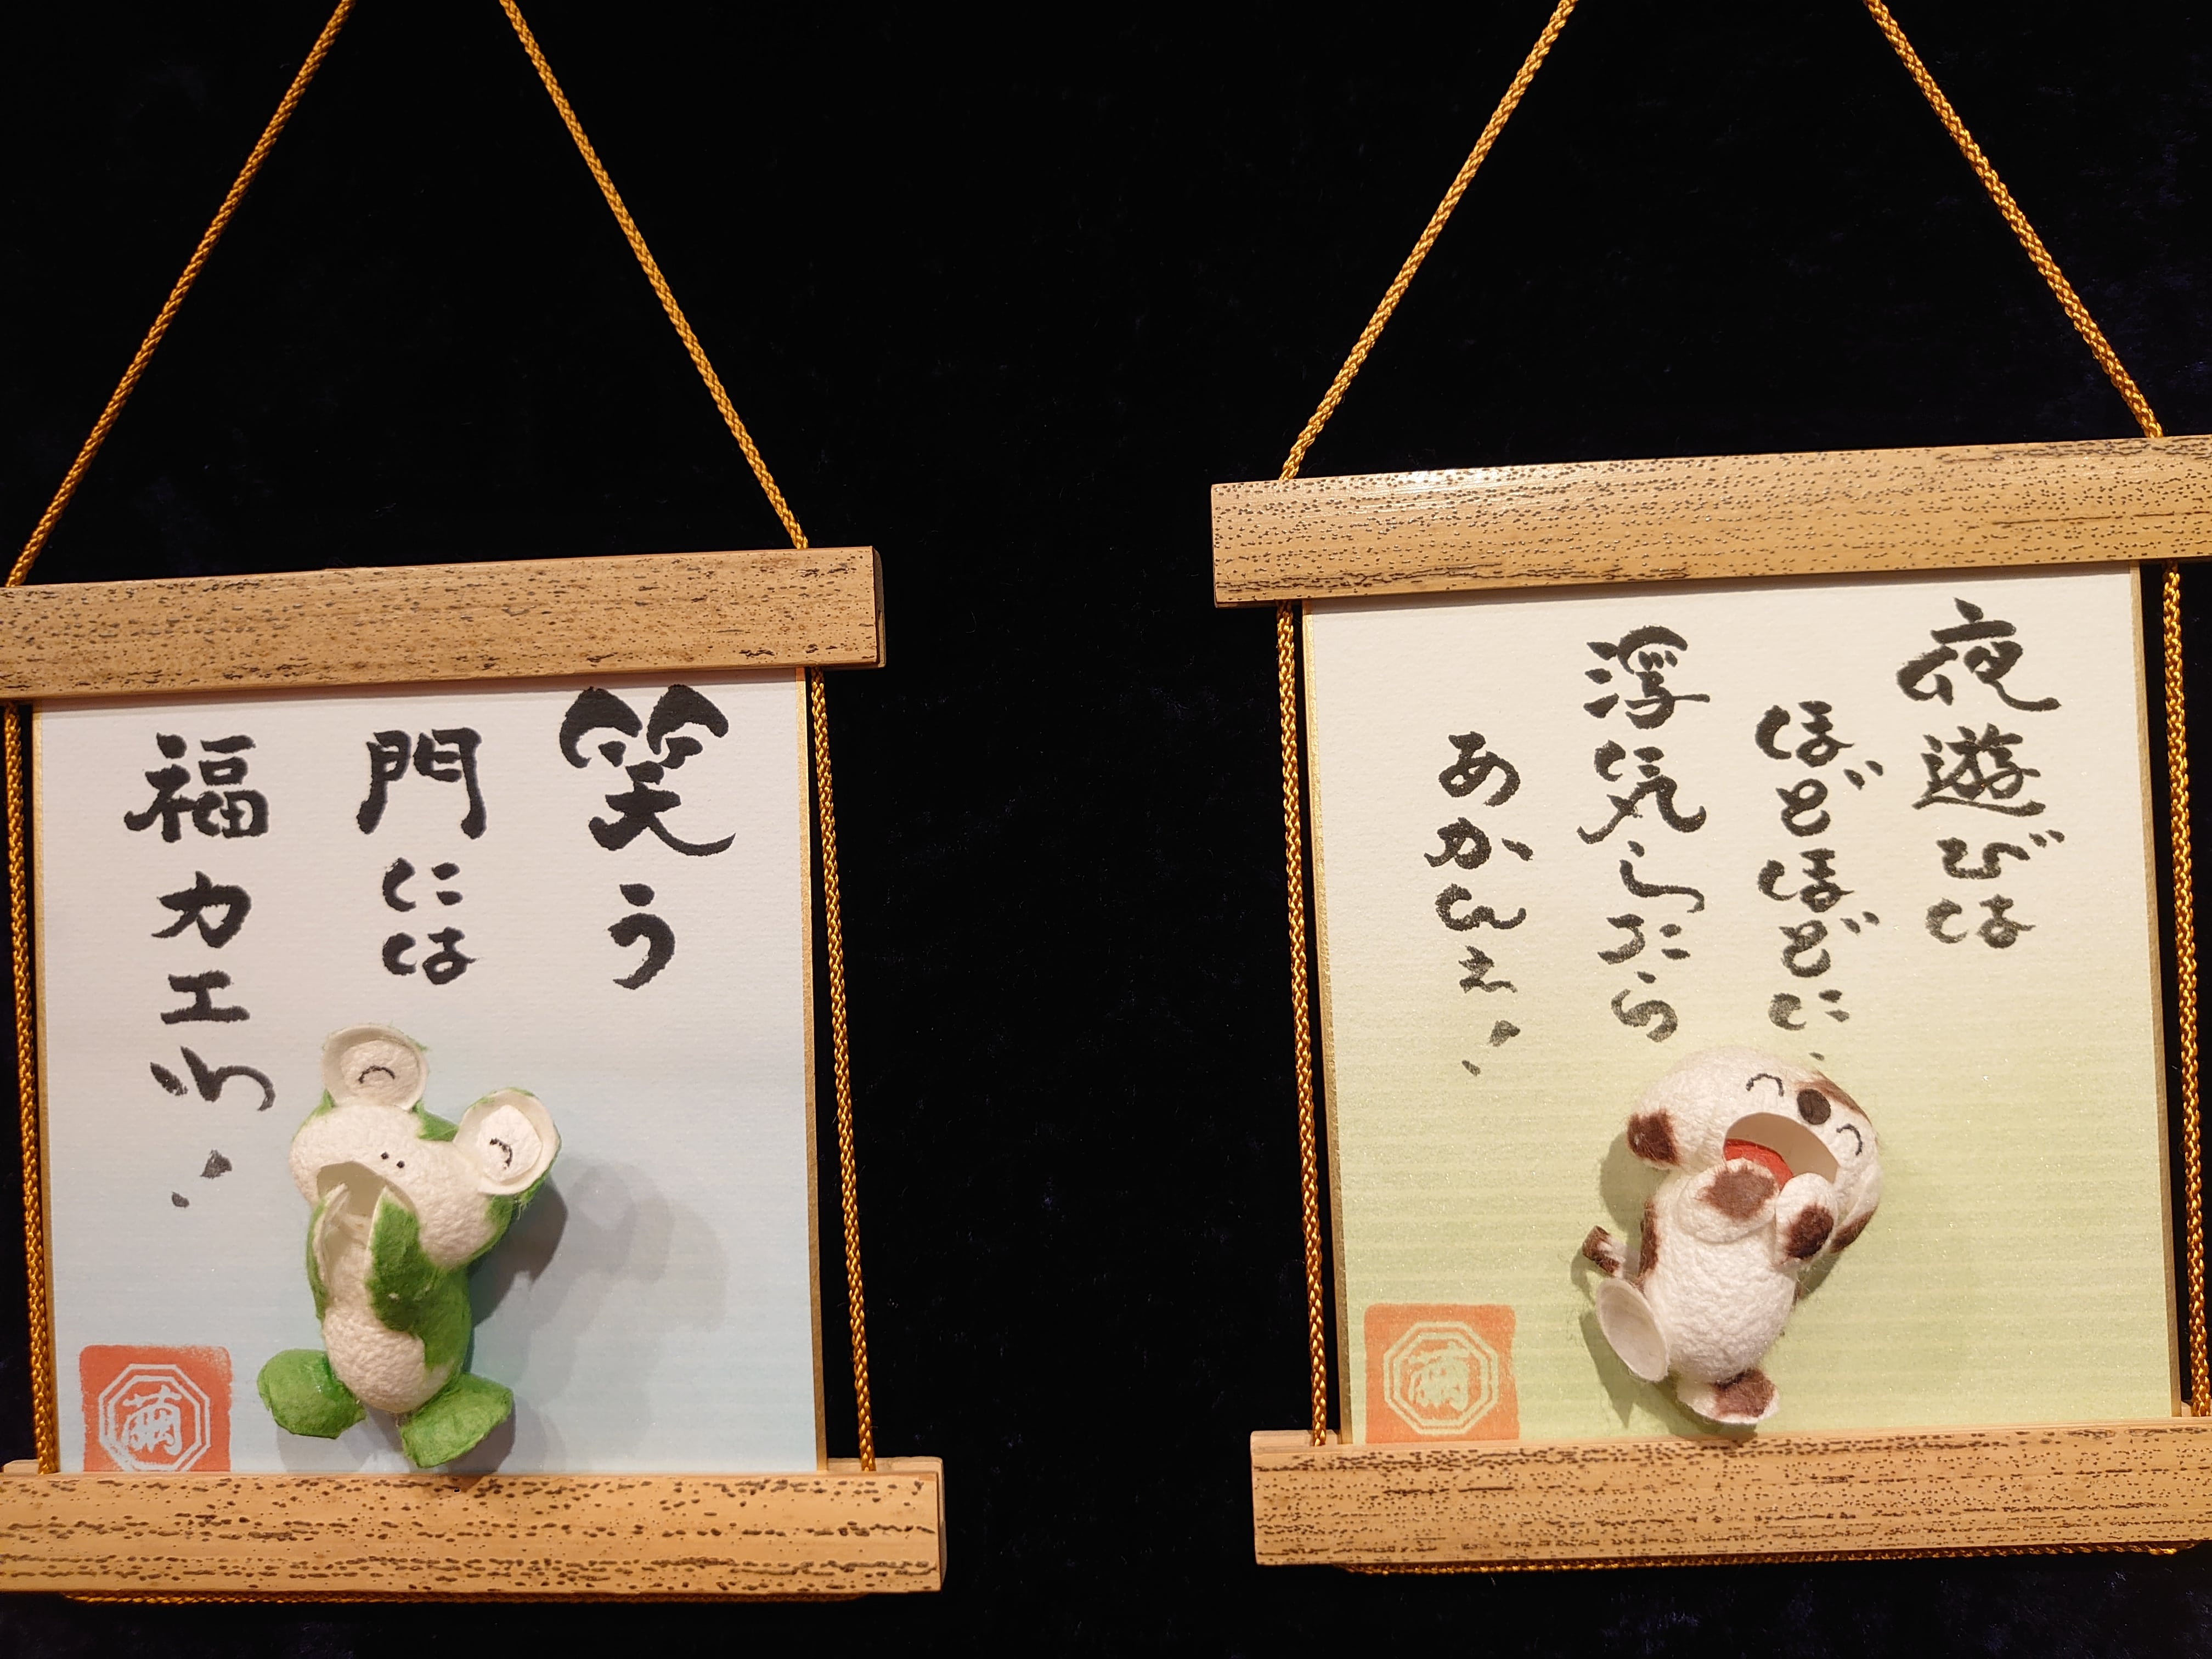 笑う
門には
福カエル！
夜遊びは
ほどほどに、
浮気したら
あかんえ！
繭
繭